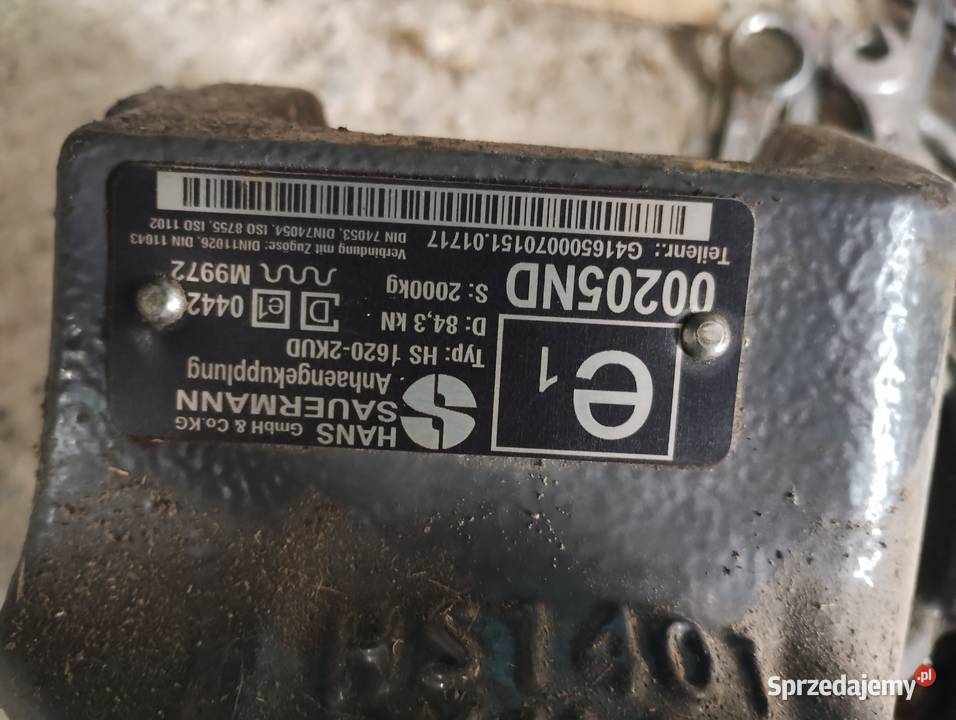 HANS
SAUERMANN
GmbH & Co.KG
Anhaengekupplung
Typ: HS 1620-2KUD
D: 84,3 kN
S: 2000kg
e1
00205ND
D e1 0442
M9972
Verbindung mit Zugöse: DIN11026, DIN 11043
DIN 74053, DIN74054, ISO 8755, ISO 1102
Teilenr.: G416500070151.01717
Sprzedajemy.pl